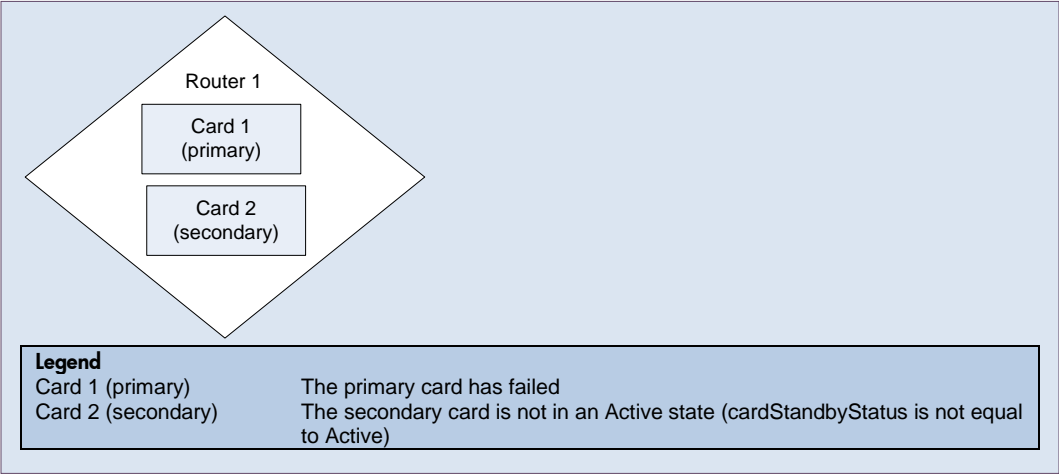 Router 1
Card 1
(primary)
Card 2
(secondary)
Legend
Card 1 (primary) The primary card has failed
Card 2 (secondary) The secondary card is not in an Active state (cardStandbyStatus is not equal
to Active)